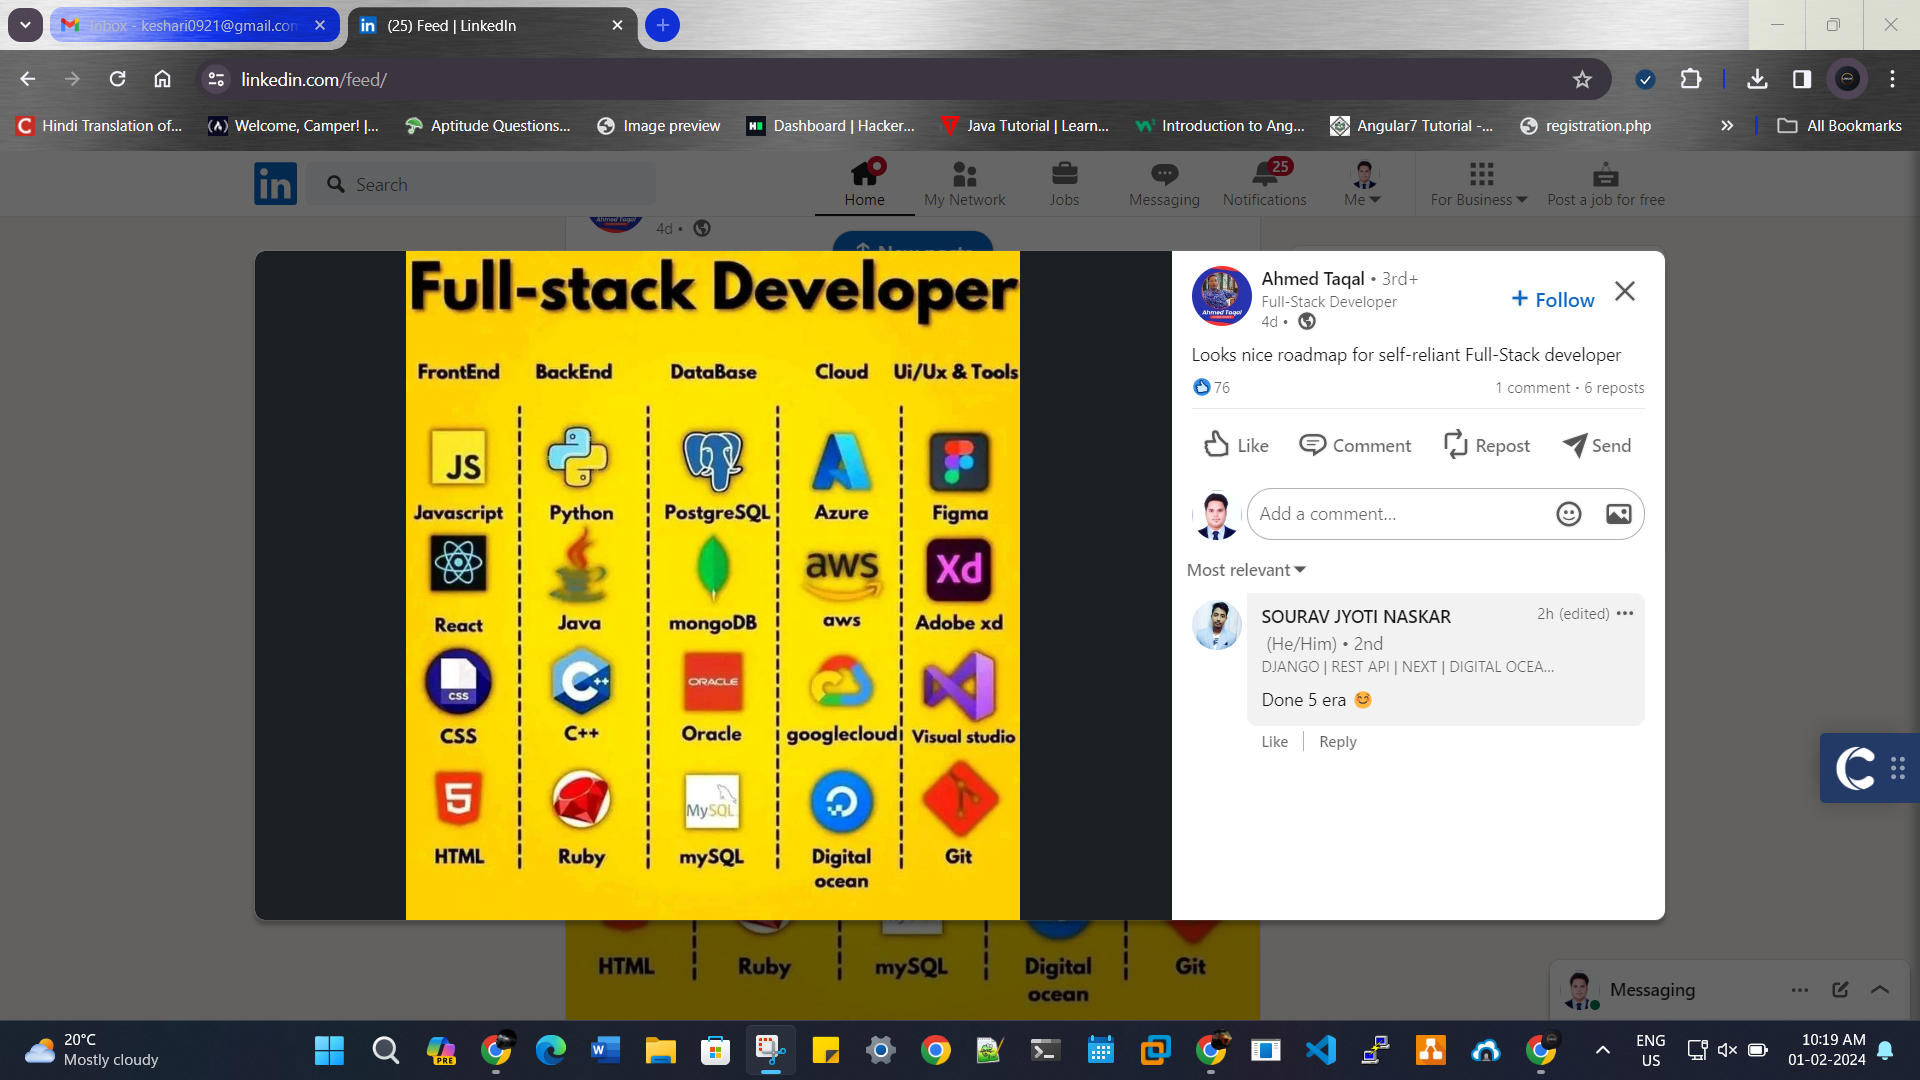 Inbox - keshari0921@gmail.com
(25) Feed | LinkedIn
linkedin.com/feed/
Hindi Translation of...
Welcome, Camper! |...
Aptitude Questions...
Image preview
Dashboard | Hacker...
Java Tutorial | Learn...
Introduction to Ang...
Angular7 Tutorial -...
registration.php
All Bookmarks
in
Search
Home
My Network
Jobs
Messaging
25
Notifications
Me
For Business
Post a job for free
4d •
New posts
Full-stack Developer
FrontEnd BackEnd DataBase Cloud Ui/Ux & Tools
JS
Javascript Python PostgreSQL Azure Figma
aws Xd
React Java mongoDB aws Adobe xd
CSS ORACLE
CSS C++ Oracle googlecloud Visual studio
5 MySQL
HTML Ruby mySQL Digital ocean Git
Ahmed Taqal • 3rd+
Full-Stack Developer
4d •
+ Follow
Looks nice roadmap for self-reliant Full-Stack developer
76
1 comment • 6 reposts
Like
Comment
Repost
Send
Add a comment...
Most relevant
SOURAV JYOTI NASKAR
2h (edited)
(He/Him) • 2nd
DJANGO | REST API | NEXT | DIGITAL OCEA...
Done 5 era 😊
Like
Reply
HTML Ruby mySQL Digital ocean Git
Messaging
20°C
Mostly cloudy
PRE
ENG
US
10:19 AM
01-02-2024